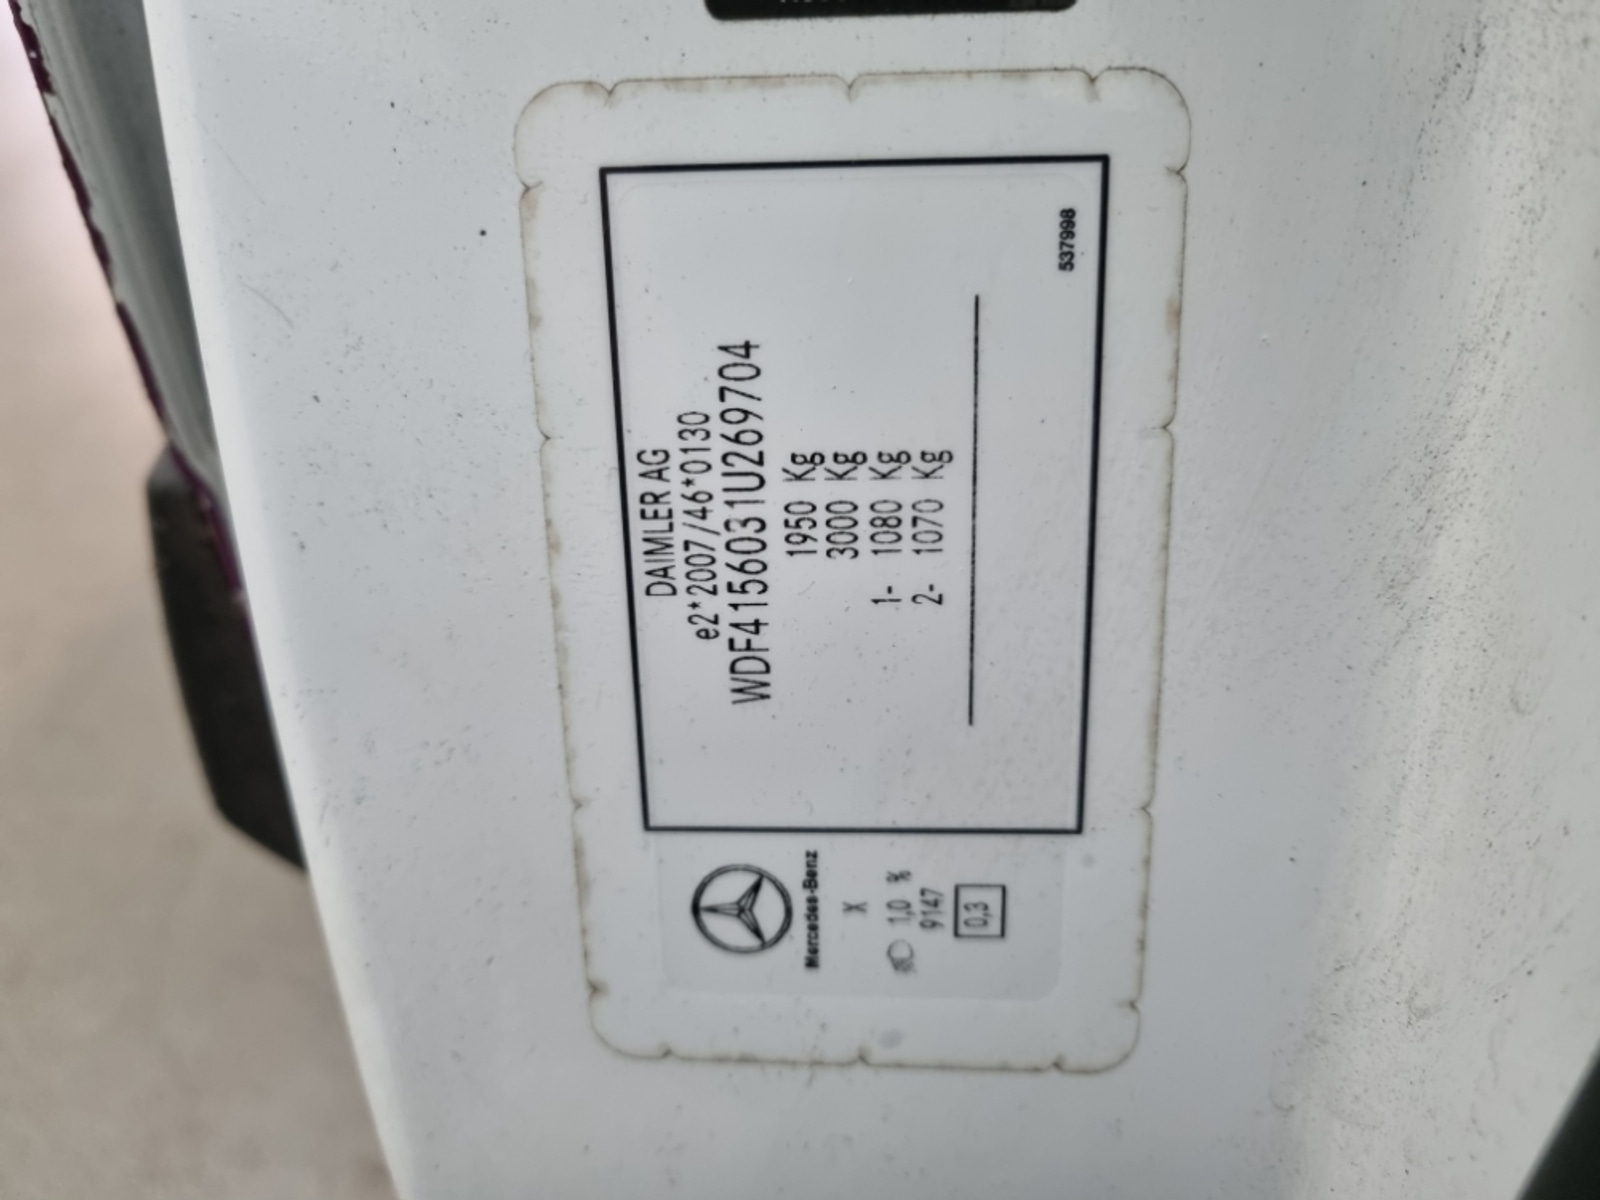 DAIMLER AG
e2*2007/46*0130
WDF4156031U269704
1950 Kg
3000 Kg
1- 1080 Kg
2- 1070 Kg
537998
Mercedes-Benz
X
1,0 %
9147
0,3